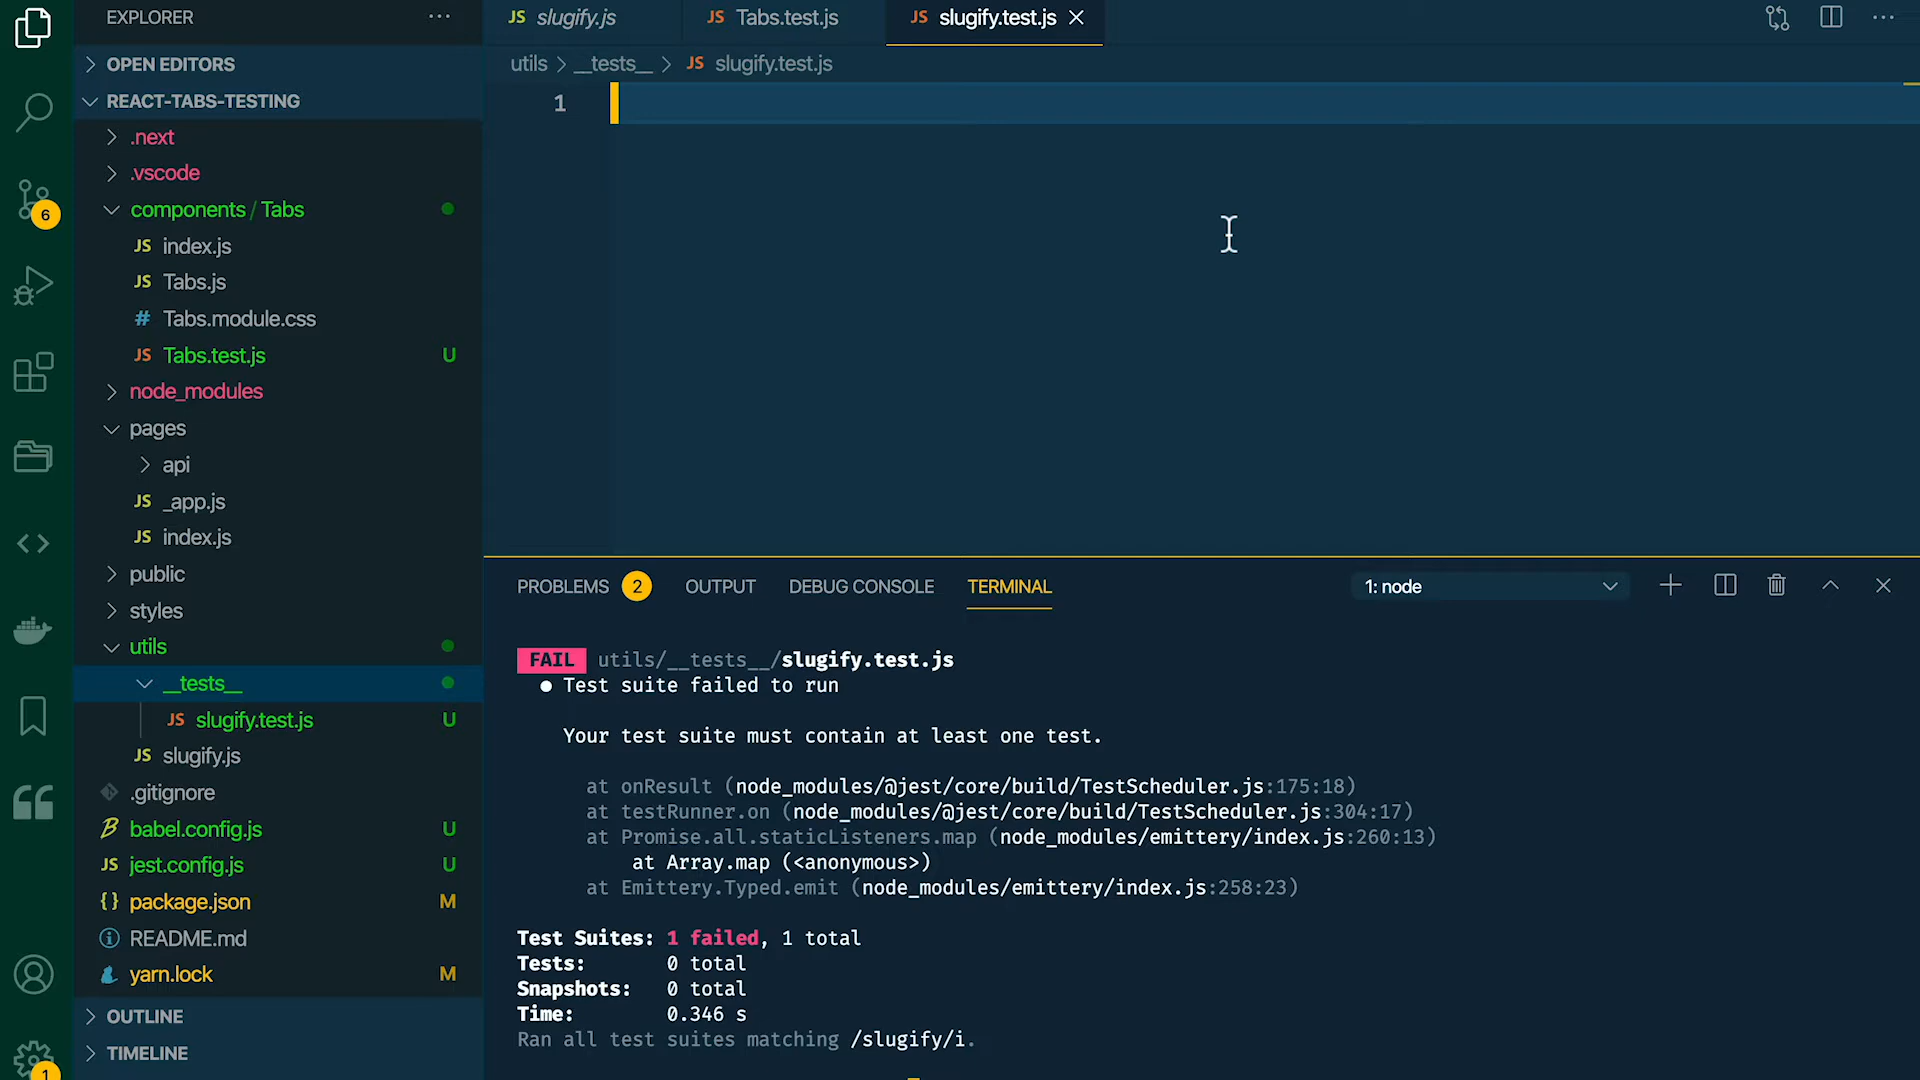 EXPLORER
OPEN EDITORS
REACT-TABS-TESTING
.next
.vscode
components / Tabs
JS index.js
JS Tabs.js
# Tabs.module.css
JS Tabs.test.js U
node_modules
pages
api
JS _app.js
JS index.js
public
styles
utils
__tests__
JS slugify.test.js U
JS slugify.js
.gitignore
babel.config.js U
JS jest.config.js U
{} package.json M
README.md
yarn.lock M
OUTLINE
TIMELINE
6
1
JS slugify.js
JS Tabs.test.js
JS slugify.test.js
utils > __tests__ > JS slugify.test.js
1
PROBLEMS 2 OUTPUT DEBUG CONSOLE TERMINAL 1: node
FAIL utils/__tests__/slugify.test.js
● Test suite failed to run
Your test suite must contain at least one test.
at onResult (node_modules/@jest/core/build/TestScheduler.js:175:18)
at testRunner.on (node_modules/@jest/core/build/TestScheduler.js:304:17)
at Promise.all.staticListeners.map (node_modules/emittery/index.js:260:13)
at Array.map (<anonymous>)
at Emittery.Typed.emit (node_modules/emittery/index.js:258:23)
Test Suites: 1 failed, 1 total
Tests: 0 total
Snapshots: 0 total
Time: 0.346 s
Ran all test suites matching /slugify/i.